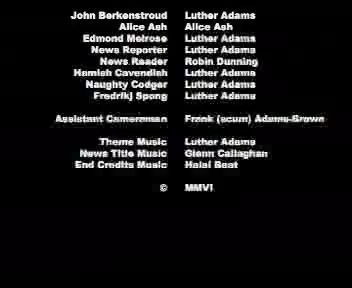 John Berkenstroud Luther Adams
Alice Ash Alice Ash
Edmond Melrose Luther Adams
News Reporter Luther Adams
News Reader Robin Dunning
Hamish Cavendish Luther Adams
Naughty Codger Luther Adams
Fredrikj Spong Luther Adams
Assistant Cameraman Frank (scum) Adams-Brown
Theme Music Luther Adams
News Title Music Glenn Callaghan
End Credits Music Halal Beat
© MMVI